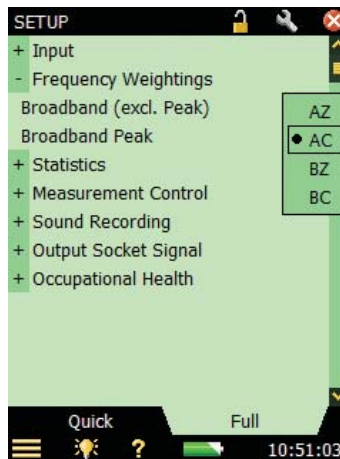 SETUP
+ Input
- Frequency Weightings
Broadband (excl. Peak)
AZ
Broadband Peak
AC
+ Statistics
BZ
+ Measurement Control
BC
+ Sound Recording
+ Output Socket Signal
+ Occupational Health
Quick
Full
?
10:51:03